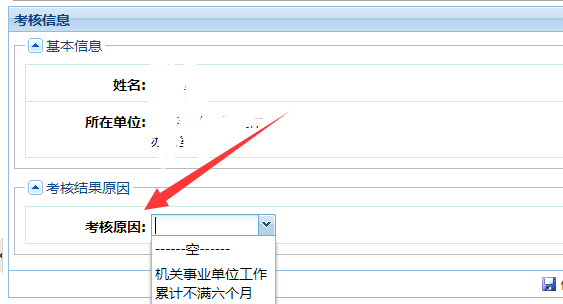 考核信息
基本信息
姓名:
所在单位:
考核结果原因
考核原因:
------空------
机关事业单位工作
累计不满六个月